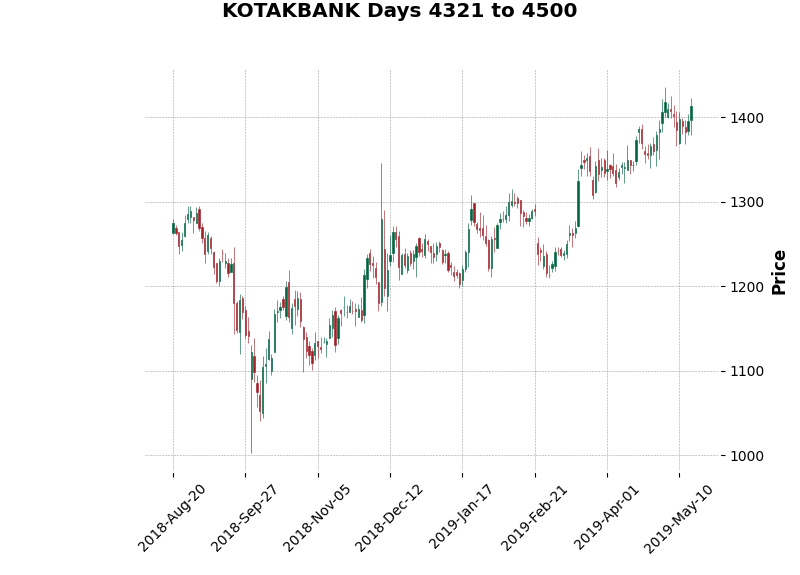 KOTAKBANK Days 4321 to 4500
1400
1300
1200
1100
1000
Price
2018-Aug-20
2018-Sep-27
2018-Nov-05
2018-Dec-12
2019-Jan-17
2019-Feb-21
2019-Apr-01
2019-May-10